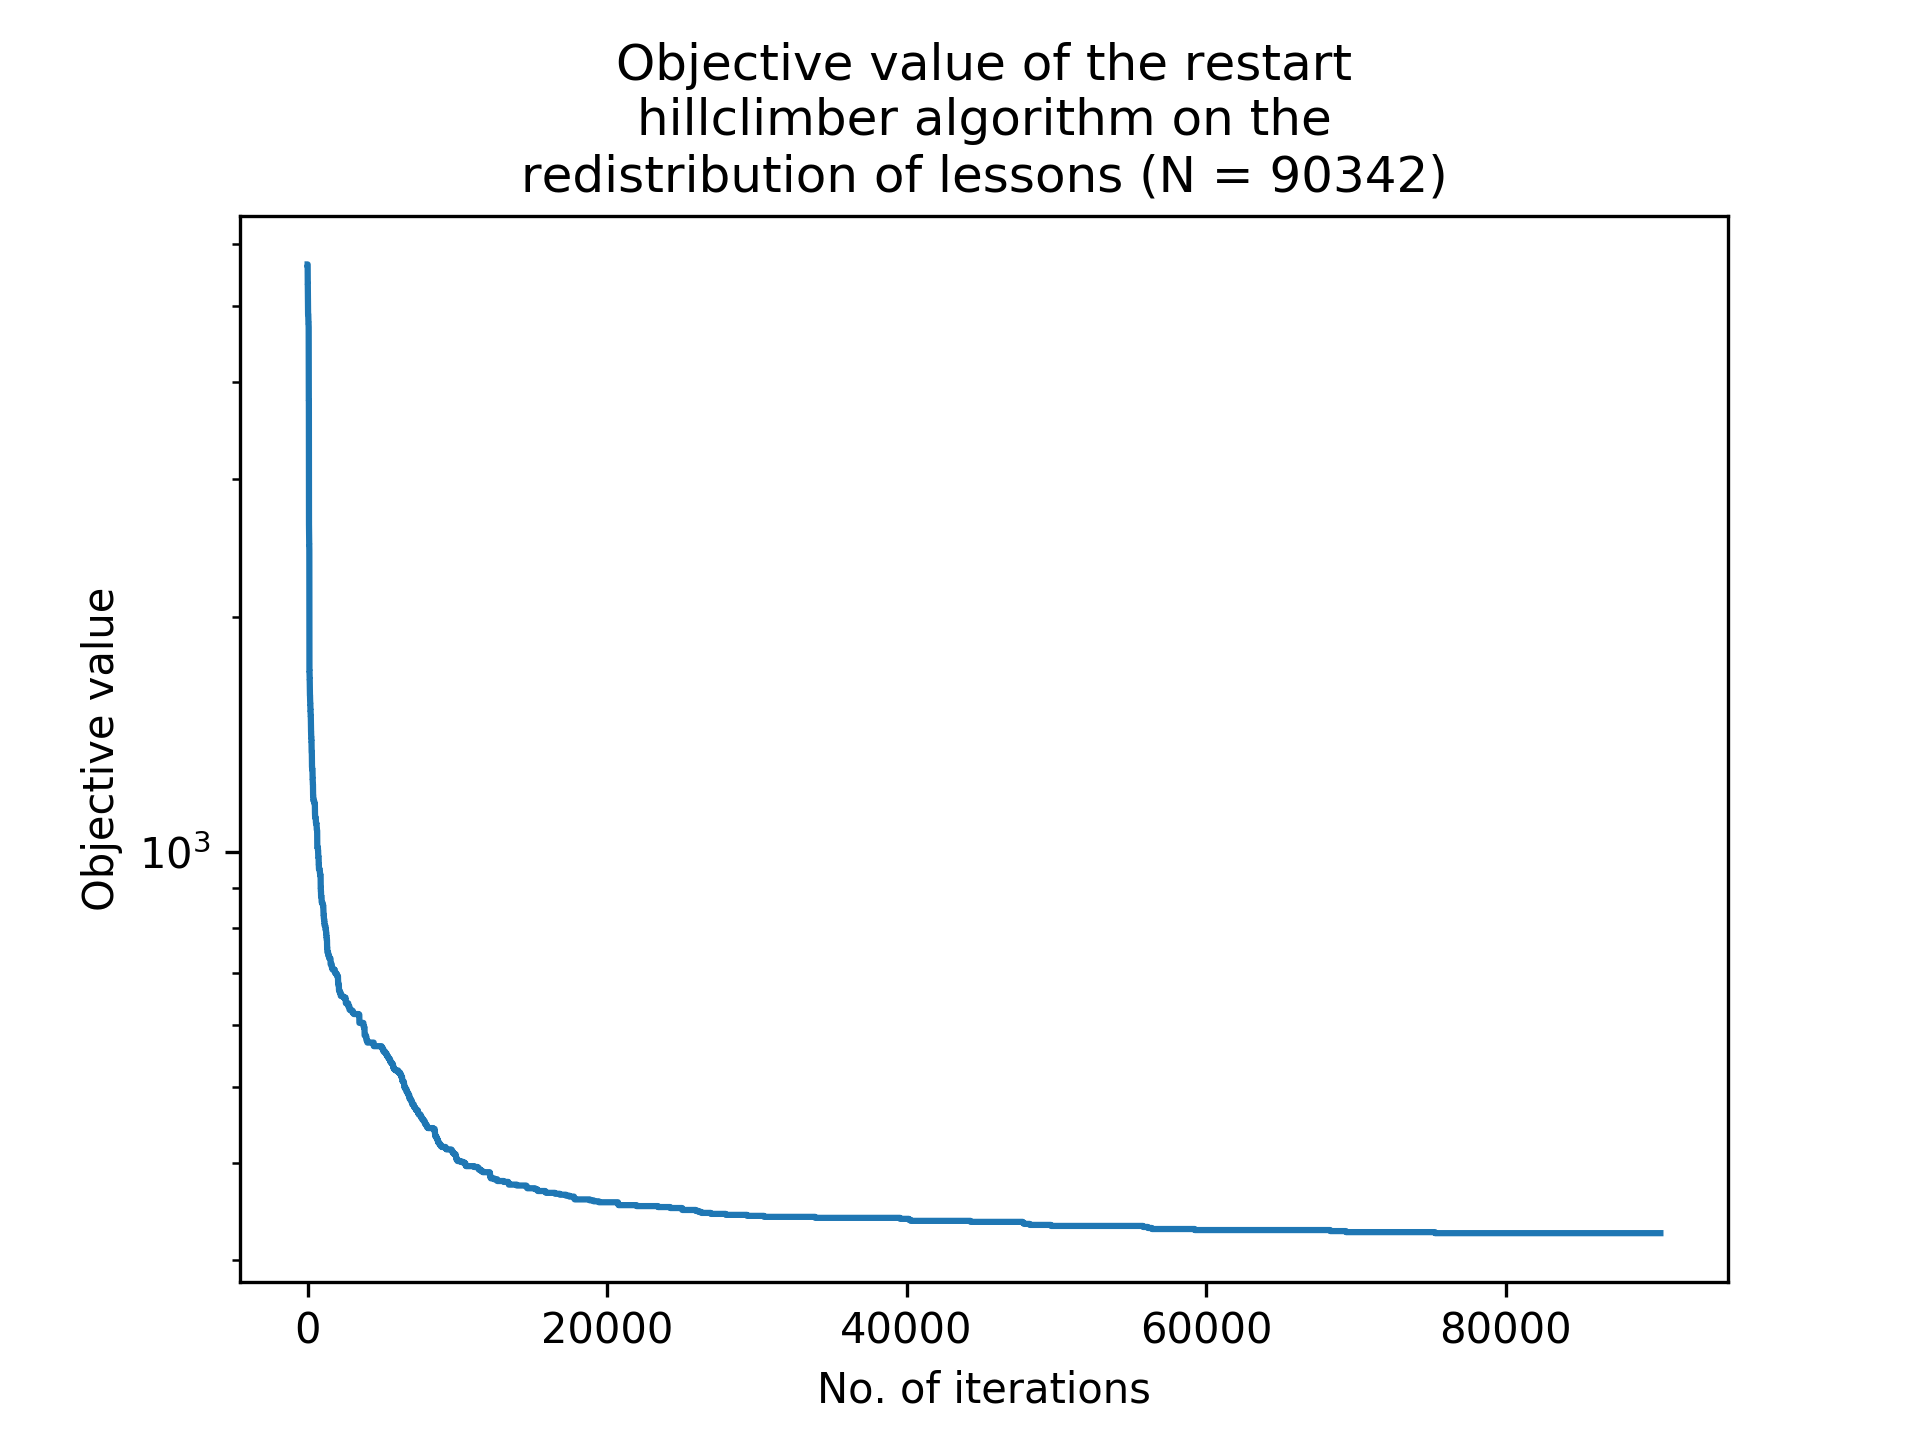 Objective value of the restart
hillclimber algorithm on the
redistribution of lessons (N = 90342)
Objective value
10³
0 20000 40000 60000 80000
No. of iterations